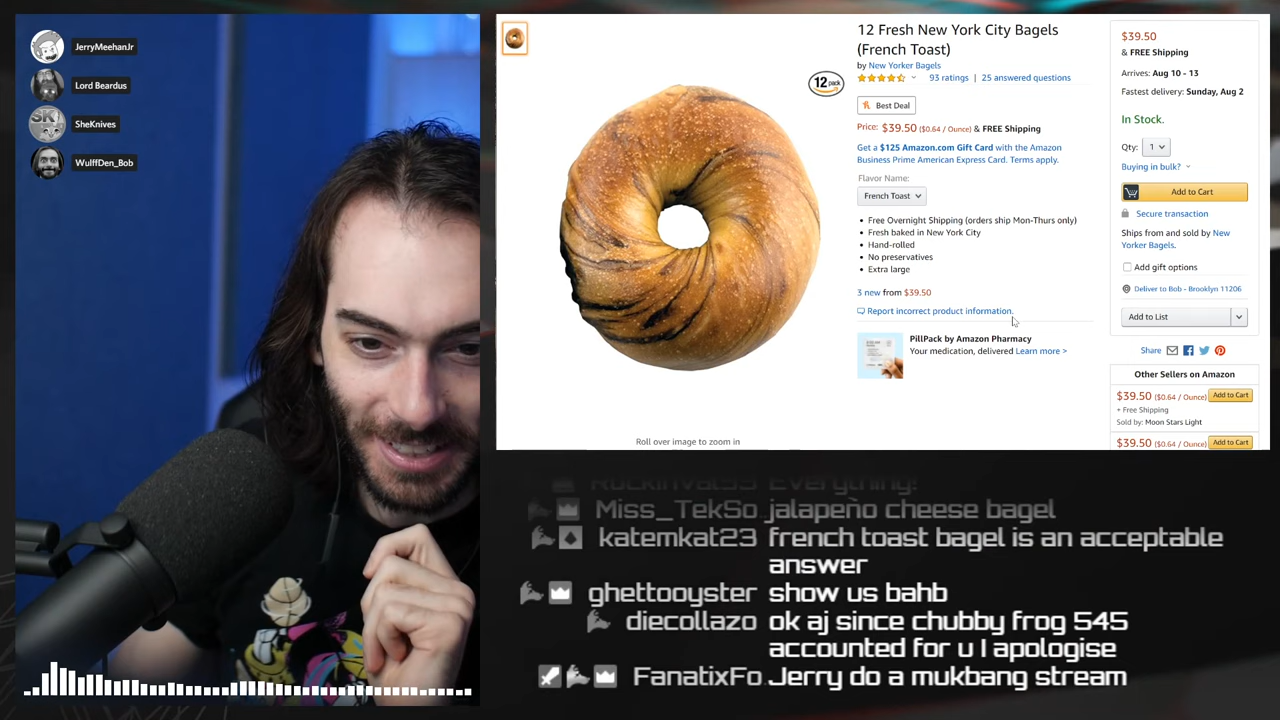 JerryMeehanJr
Lord Beardus
SheKnives
WulffDen_Bob
12 Fresh New York City Bagels
(French Toast)
by New Yorker Bagels
93 ratings | 25 answered questions
12 pack
Best Deal
Price: $39.50 ($0.64 / Ounce) & FREE Shipping
Get a $125 Amazon.com Gift Card with the Amazon
Business Prime American Express Card. Terms apply.
Flavor Name:
French Toast
• Free Overnight Shipping (orders ship Mon-Thurs only)
• Fresh baked in New York City
• Hand-rolled
• No preservatives
• Extra large
3 new from $39.50
Report incorrect product information.
PillPack by Amazon Pharmacy
Your medication, delivered Learn more >
Roll over image to zoom in
$39.50
& FREE Shipping
Arrives: Aug 10 - 13
Fastest delivery: Sunday, Aug 2
In Stock.
Qty: 1
Buying in bulk?
Add to Cart
Secure transaction
Ships from and sold by New
Yorker Bagels.
Add gift options
Deliver to Bob - Brooklyn 11206
Add to List
Share
Other Sellers on Amazon
$39.50 ($0.64 / Ounce) Add to Cart
+ Free Shipping
Sold by: Moon Stars Light
$39.50 ($0.64 / Ounce) Add to Cart
Everything!
Miss_TekSo jalapeño cheese bagel
katemkat23 french toast bagel is an acceptable
answer
ghettooyster show us bahb
diecollazo ok aj since chubby frog 545
accounted for u I apologise
FanatixFo Jerry do a mukbang stream